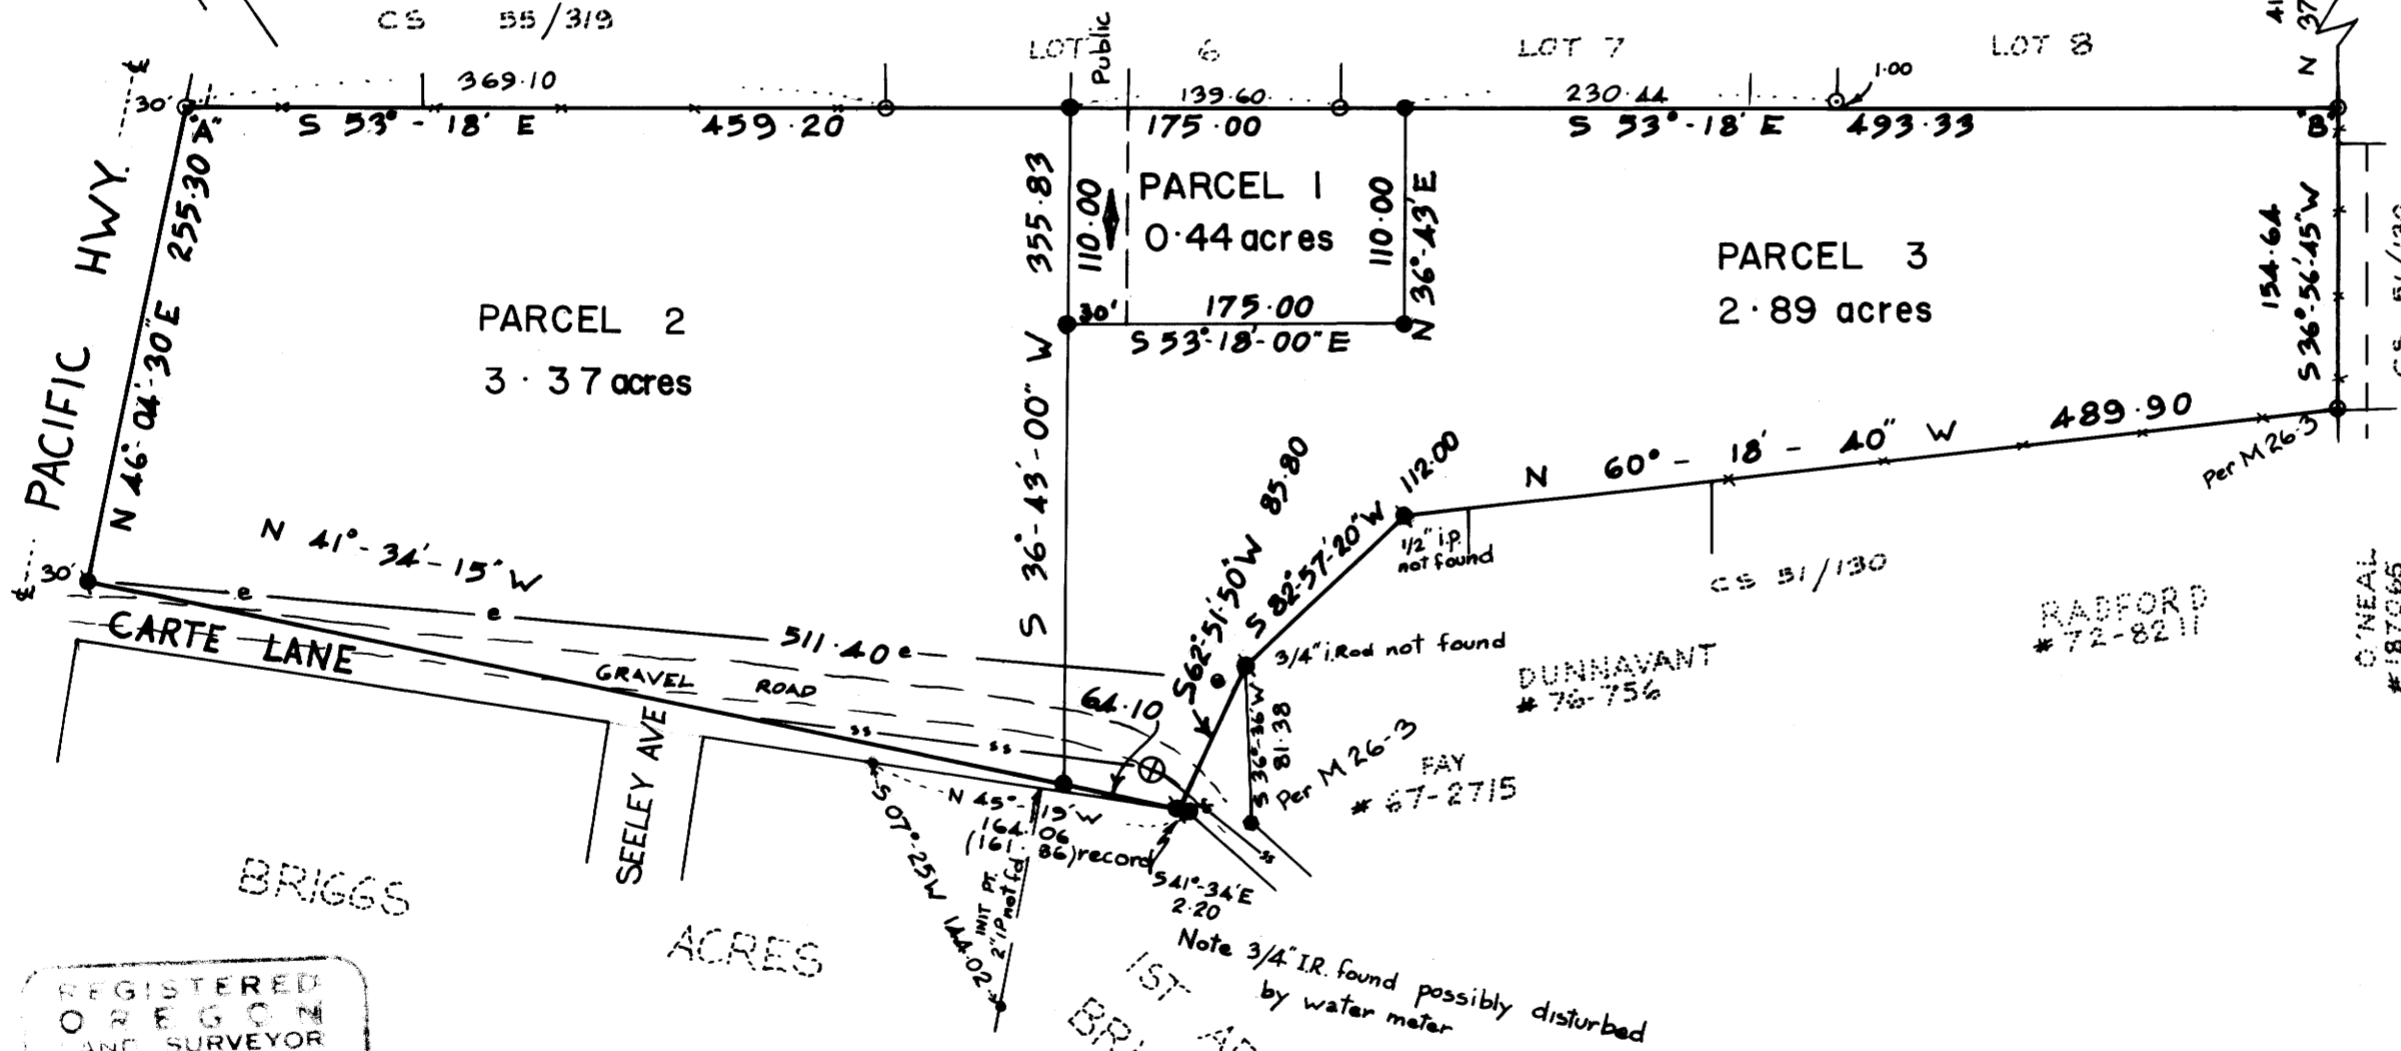 CS 55/319
LOT 6
Public
LOT 7
LOT 8
N 37
41
30'
369.10
139.60
230.44
1.00
"A"
S 53°-18' E 459.20
175.00
S 53°-18' E 493.33
"B"
PACIFIC HWY.
N 46°-04'-30" E 255.30
355.83
110.00
PARCEL 1
0.44 acres
110.00
N 36°-43' E
PARCEL 3
2.89 acres
154.64
S 36°-56'-45" W
PARCEL 2
3.37 acres
30'
175.00
S 53°-18'-00" E
S 36°-43'-00" W
N 60°-18'-40" W 489.90
Per M 26-3
S 62°-51'-50" W 85.80
S 82°-57'-20" W 112.00
1/2" i.p.
not found
CS 51/130
RADFORD
# 72-8211
O'NEAL
N 41°-34'-15" W
30'
e
e
511.40 e
CARTE LANE
GRAVEL ROAD
64.10
3/4" i.Rod not found
DUNNAVANT
# 76-756
S 36°-36' W
81.38
Per M 26-3
FAY
# 67-2715
SEELEY AVE
ss
ss
ss
N 45°-19' W
164.06
(161.86) record
S 07°-25 W 144.02
INIT PT.
2" IP not fd
S 41°-34' E
2.20
BRIGGS
ACRES
Note 3/4" I.R. found possibly disturbed
by water meter
1ST
REGISTERED
OREGON
SURVEYOR